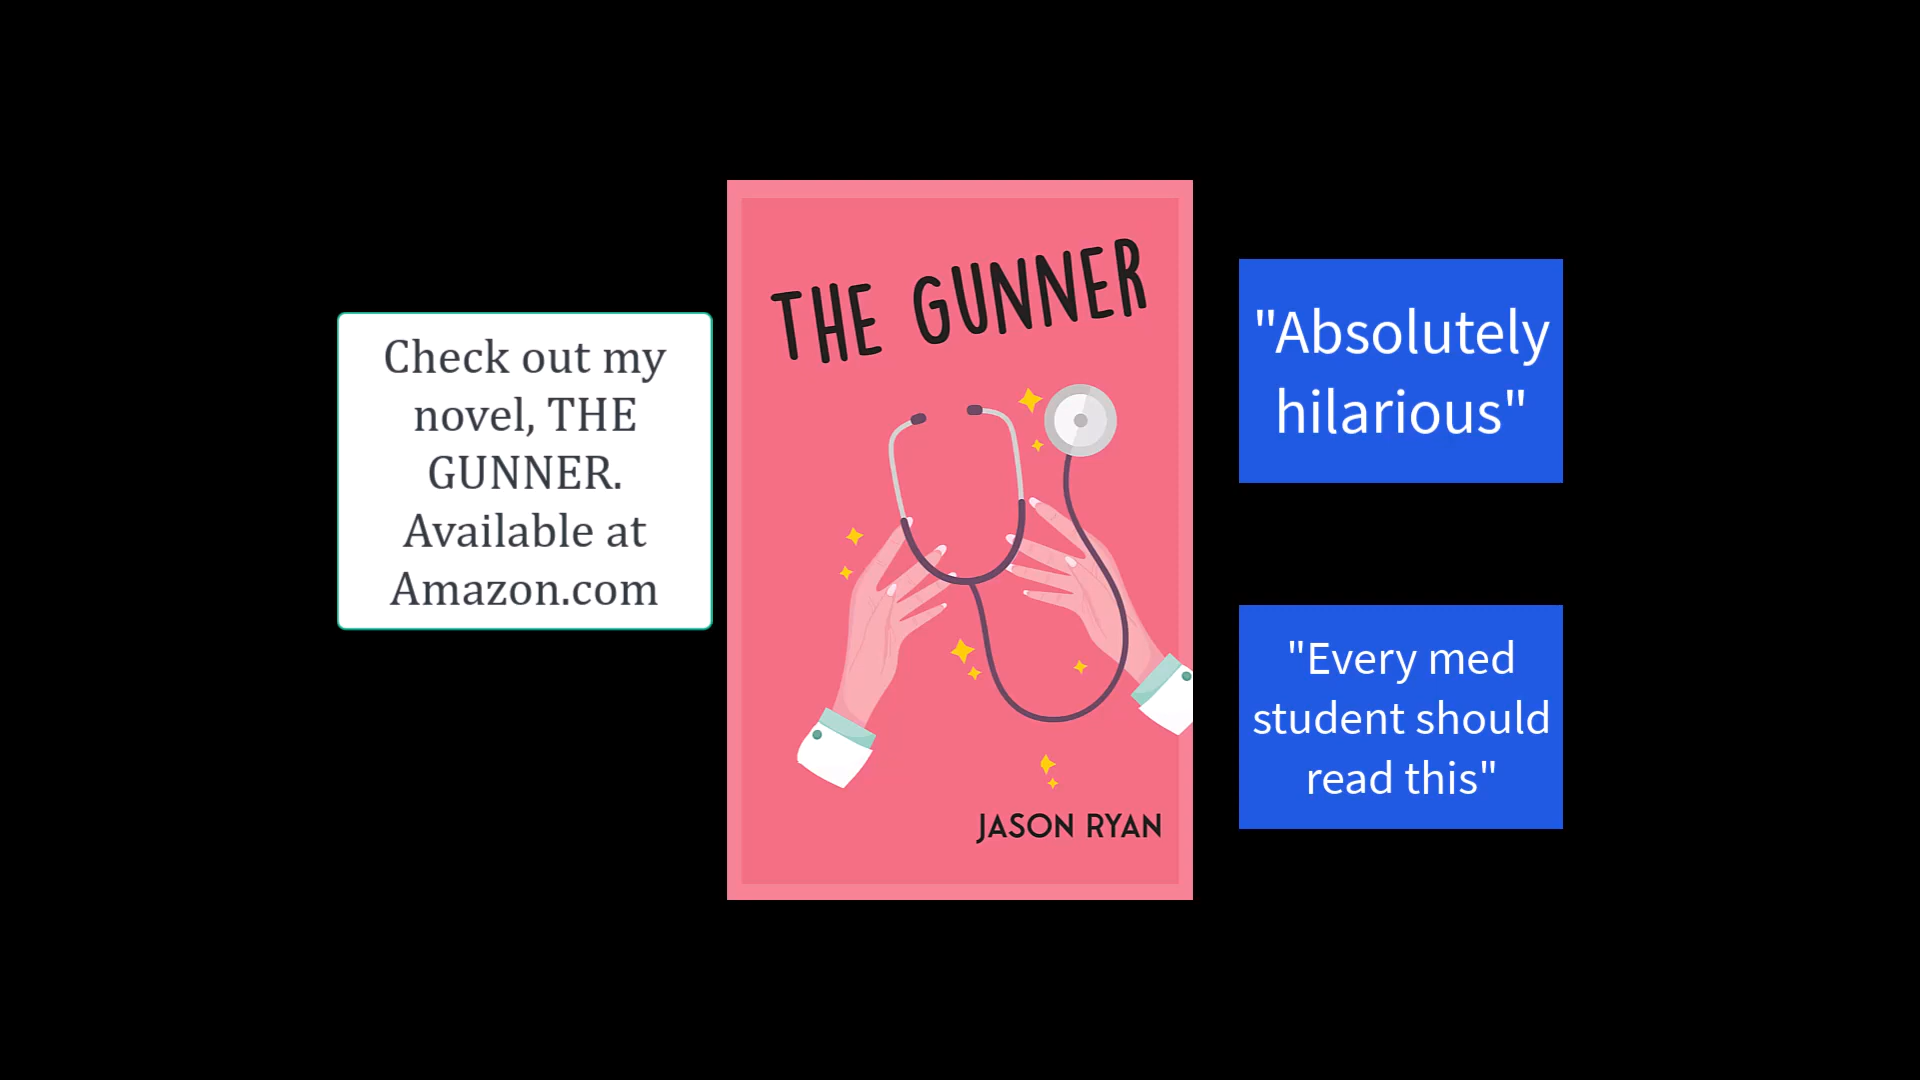 Check out my
novel, THE
GUNNER.
Available at
Amazon.com
THE GUNNER
JASON RYAN
"Absolutely
hilarious"
"Every med
student should
read this"